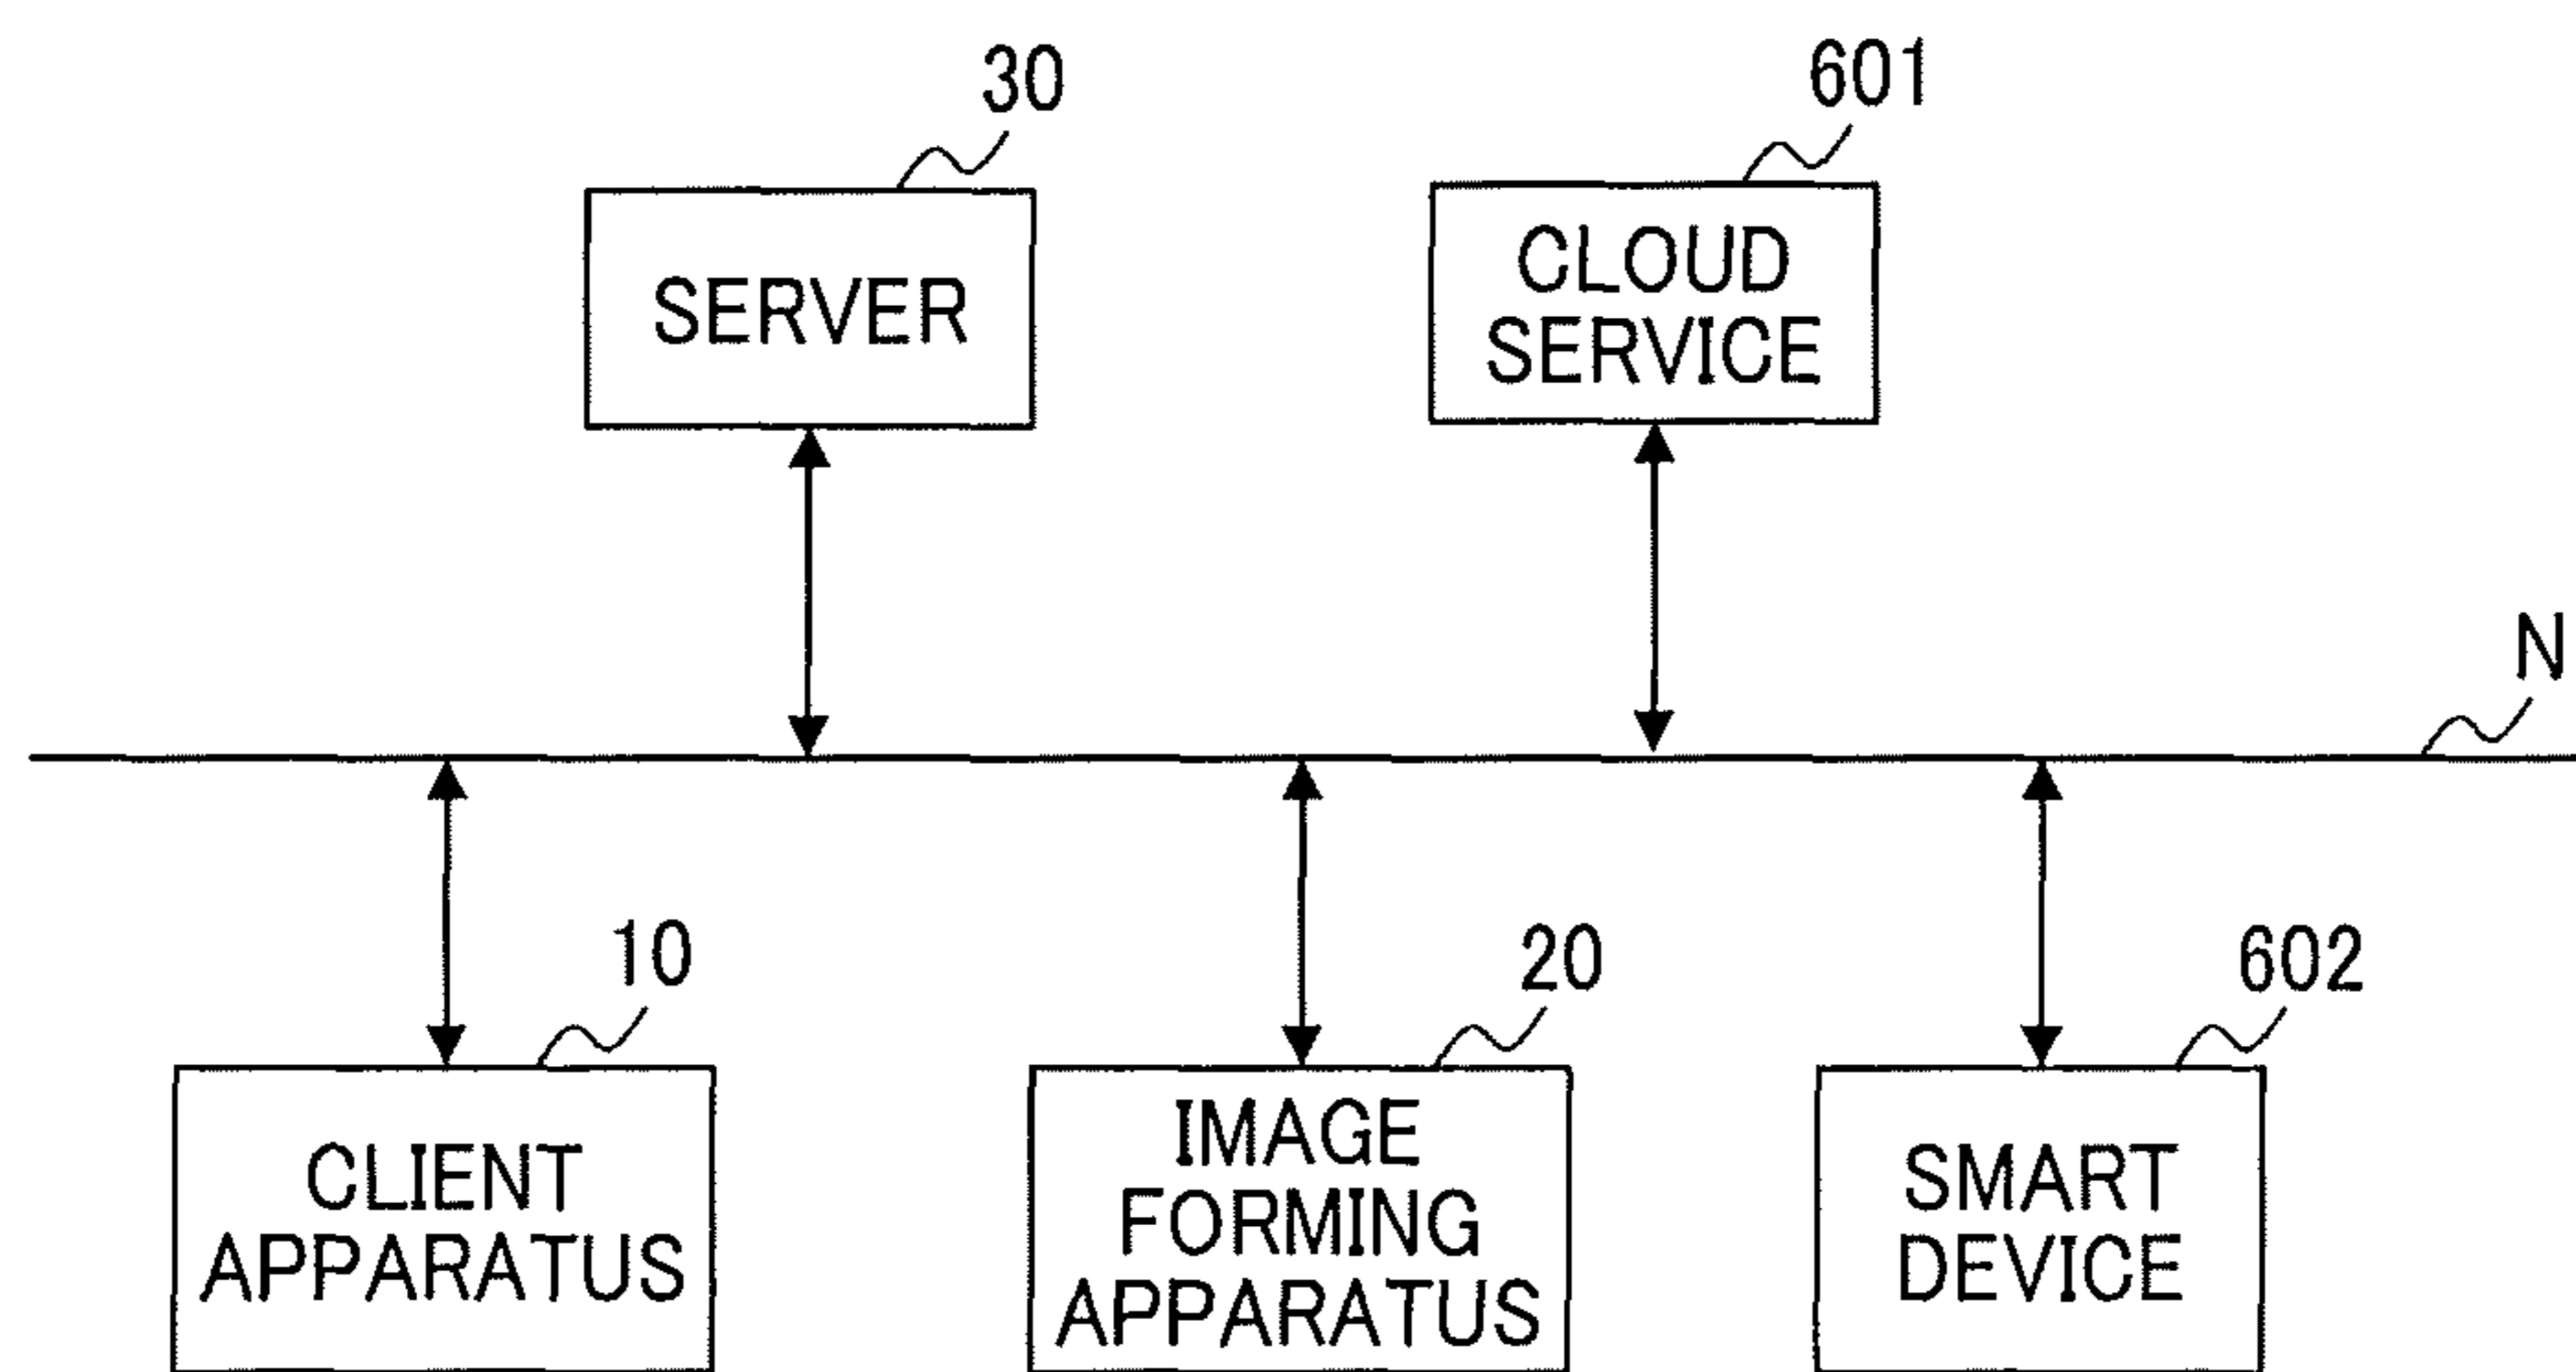 30
601
SERVER
CLOUD
SERVICE
N
10
20
602
CLIENT
APPARATUS
IMAGE
FORMING
APPARATUS
SMART
DEVICE